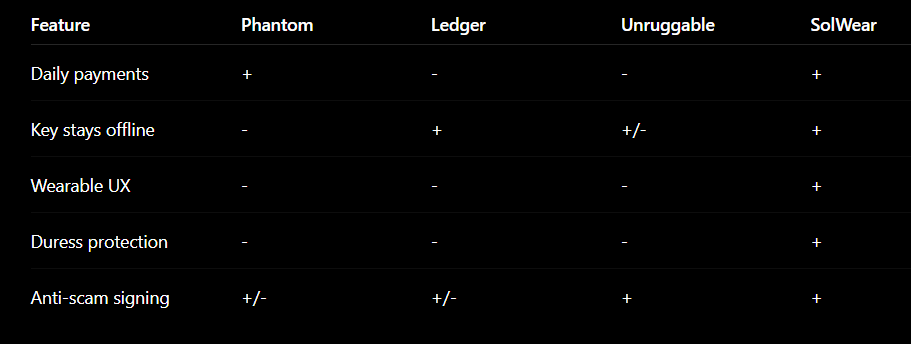 Feature Phantom Ledger Unruggable SolWear
Daily payments + - - +
Key stays offline - + +/- +
Wearable UX - - - +
Duress protection - - - +
Anti-scam signing +/- +/- + +